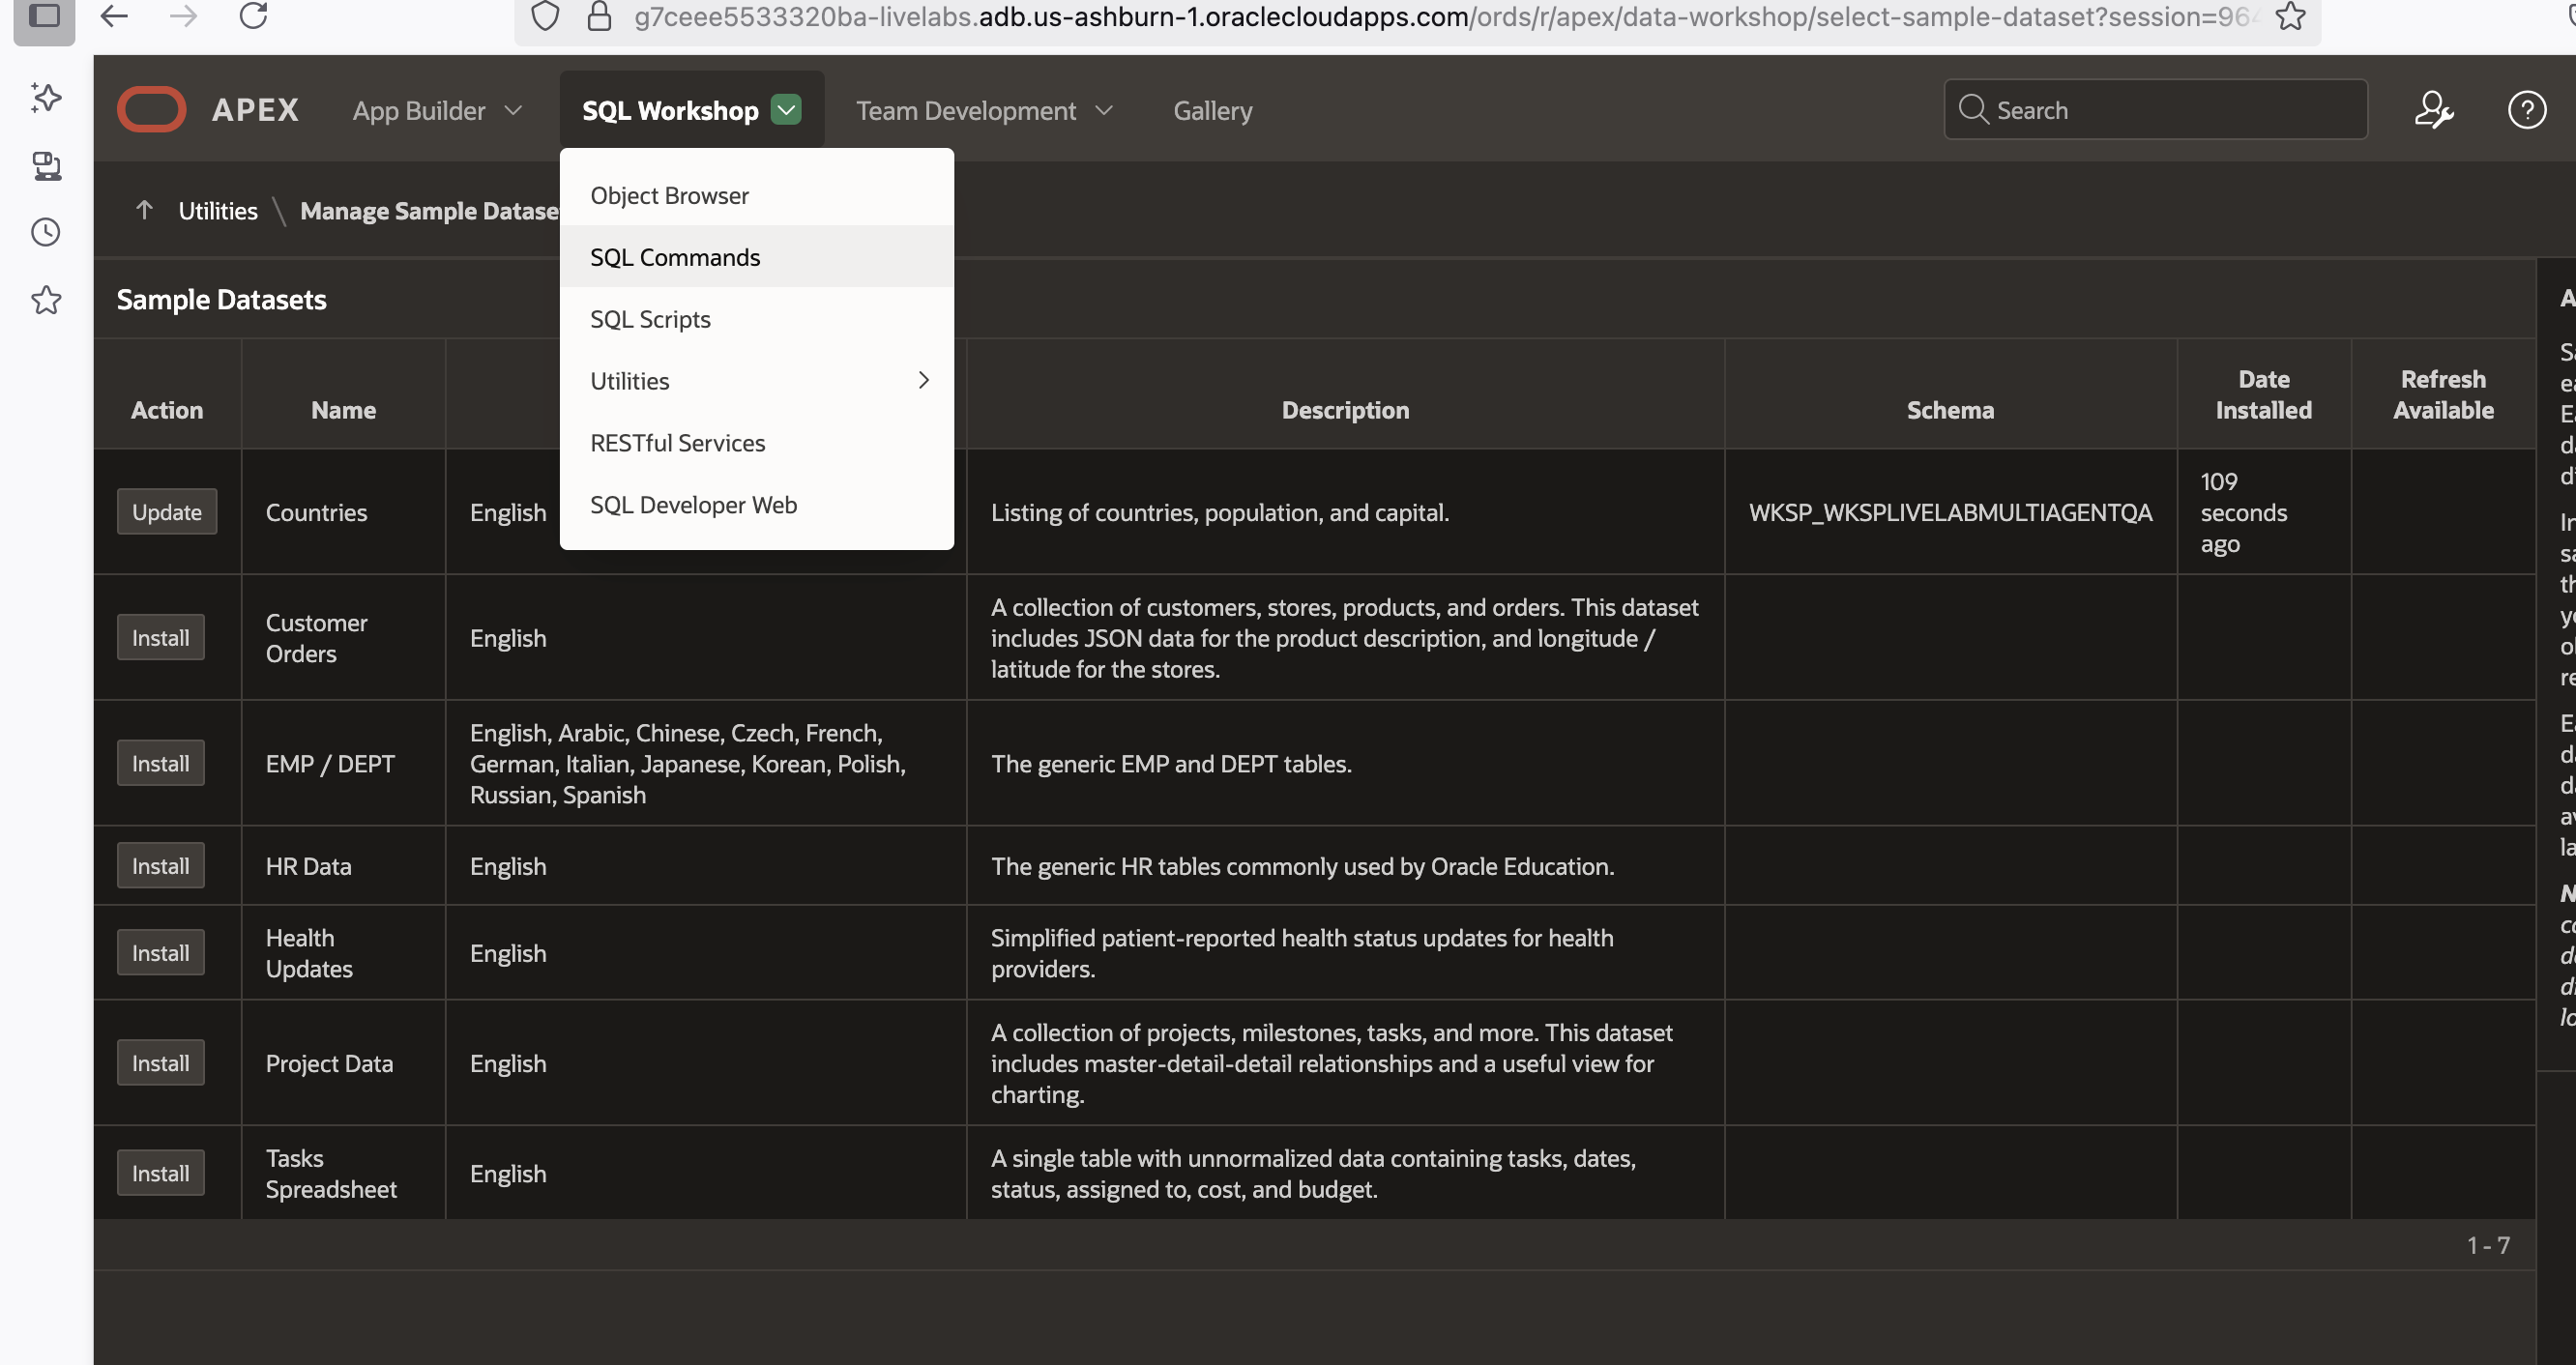 g7ceee5533320ba-livelabs.adb.us-ashburn-1.oraclecloudapps.com/ords/r/apex/data-workshop/select-sample-dataset?session=96
APEX
App Builder
SQL Workshop
Team Development
Gallery
Search
Utilities \ Manage Sample Datase
Object Browser
SQL Commands
SQL Scripts
Utilities
RESTful Services
SQL Developer Web
Sample Datasets
Action
Name
Description
Schema
Date
Installed
Refresh
Available
Update
Countries
English
Listing of countries, population, and capital.
WKSP_WKSPLIVELABMULTIAGENTQA
109
seconds
ago
Install
Customer
Orders
English
A collection of customers, stores, products, and orders. This dataset
includes JSON data for the product description, and longitude /
latitude for the stores.
Install
EMP / DEPT
English, Arabic, Chinese, Czech, French,
German, Italian, Japanese, Korean, Polish,
Russian, Spanish
The generic EMP and DEPT tables.
Install
HR Data
English
The generic HR tables commonly used by Oracle Education.
Install
Health
Updates
English
Simplified patient-reported health status updates for health
providers.
Install
Project Data
English
A collection of projects, milestones, tasks, and more. This dataset
includes master-detail-detail relationships and a useful view for
charting.
Install
Tasks
Spreadsheet
English
A single table with unnormalized data containing tasks, dates,
status, assigned to, cost, and budget.
1 - 7